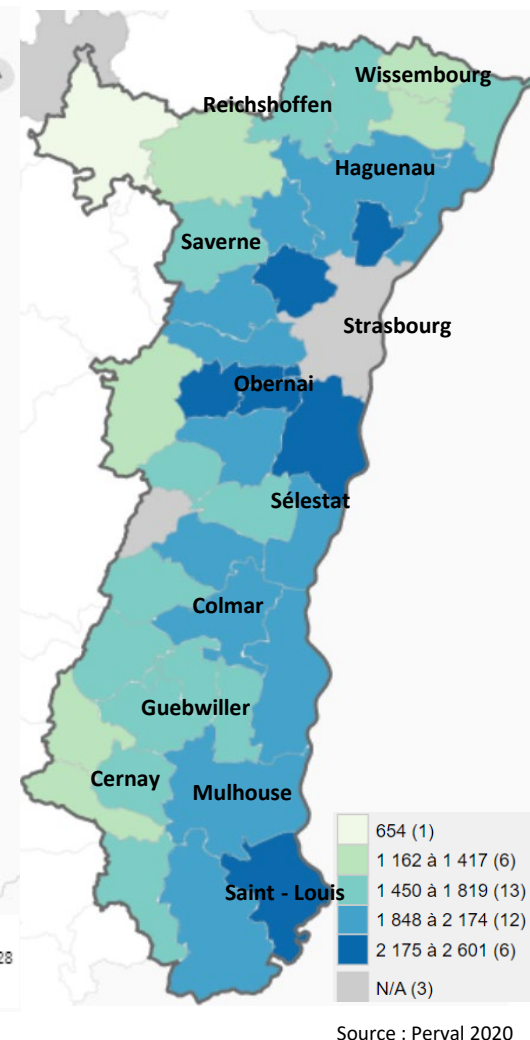 Wissembourg
Reichshoffen
Haguenau
Saverne
Strasbourg
Obernai
Sélestat
Colmar
Guebwiller
Cernay
Mulhouse
Saint - Louis
654 (1)
1 162 à 1 417 (6)
1 450 à 1 819 (13)
1 848 à 2 174 (12)
2 175 à 2 601 (6)
N/A (3)
28
Source : Perval 2020